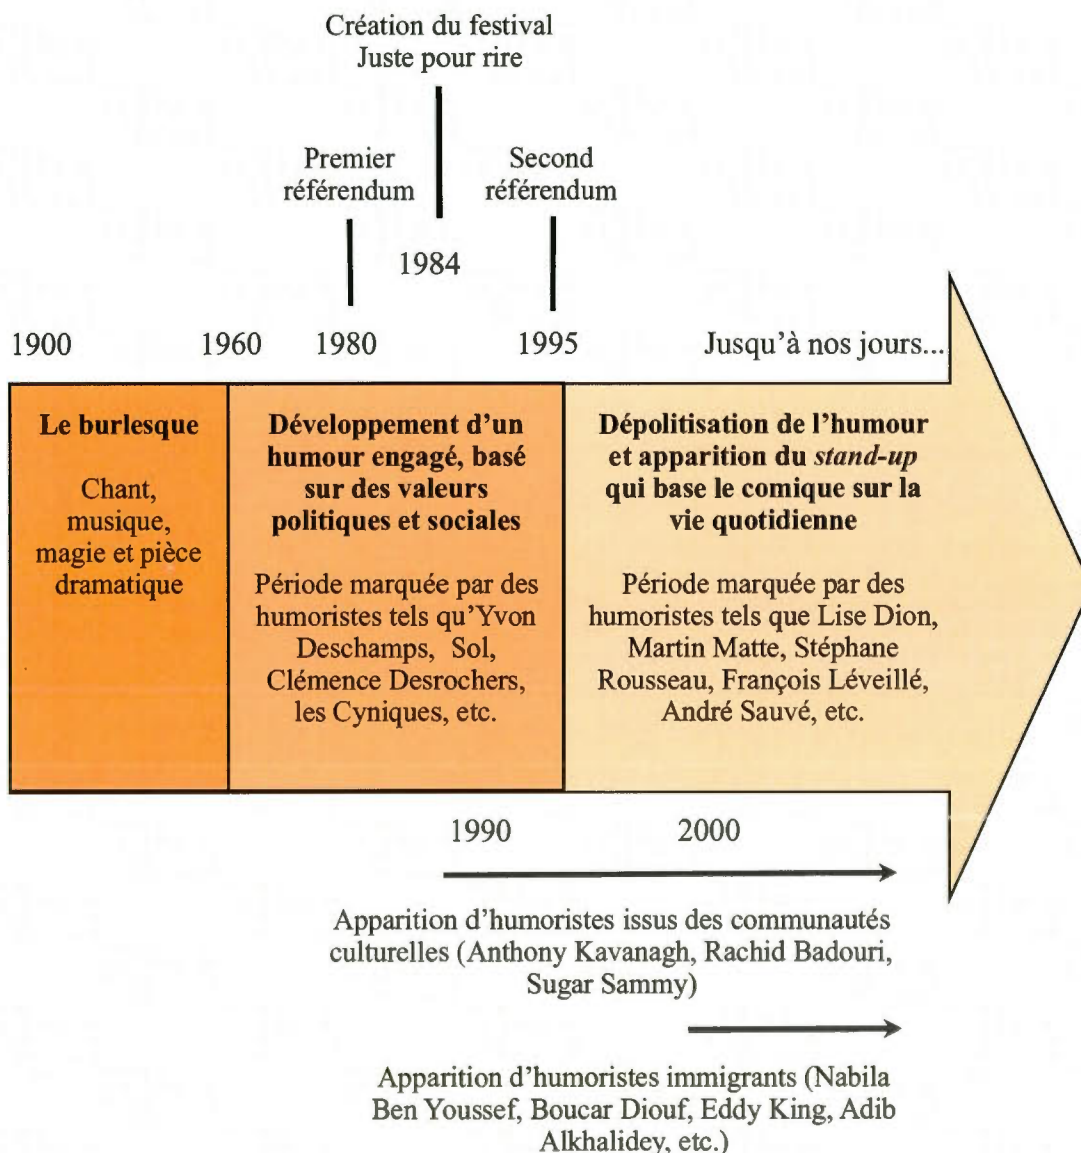 Création du festival
Juste pour rire
Premier
référendum
Second
référendum
1984
1900
1960
1980
1995
Jusqu'à nos jours...
Le burlesque
Chant,
musique,
magie et pièce
dramatique
Développement d'un
humour engagé, basé
sur des valeurs
politiques et sociales
Période marquée par des
humoristes tels qu'Yvon
Deschamps, Sol,
Clémence Desrochers,
les Cyniques, etc.
Dépolitisation de l'humour
et apparition du stand-up
qui base le comique sur la
vie quotidienne
Période marquée par des
humoristes tels que Lise Dion,
Martin Matte, Stéphane
Rousseau, François Léveillé,
André Sauvé, etc.
1990
2000
Apparition d'humoristes issus des communautés
culturelles (Anthony Kavanagh, Rachid Badouri,
Sugar Sammy)
Apparition d'humoristes immigrants (Nabila
Ben Youssef, Boucar Diouf, Eddy King, Adib
Alkhalidey, etc.)